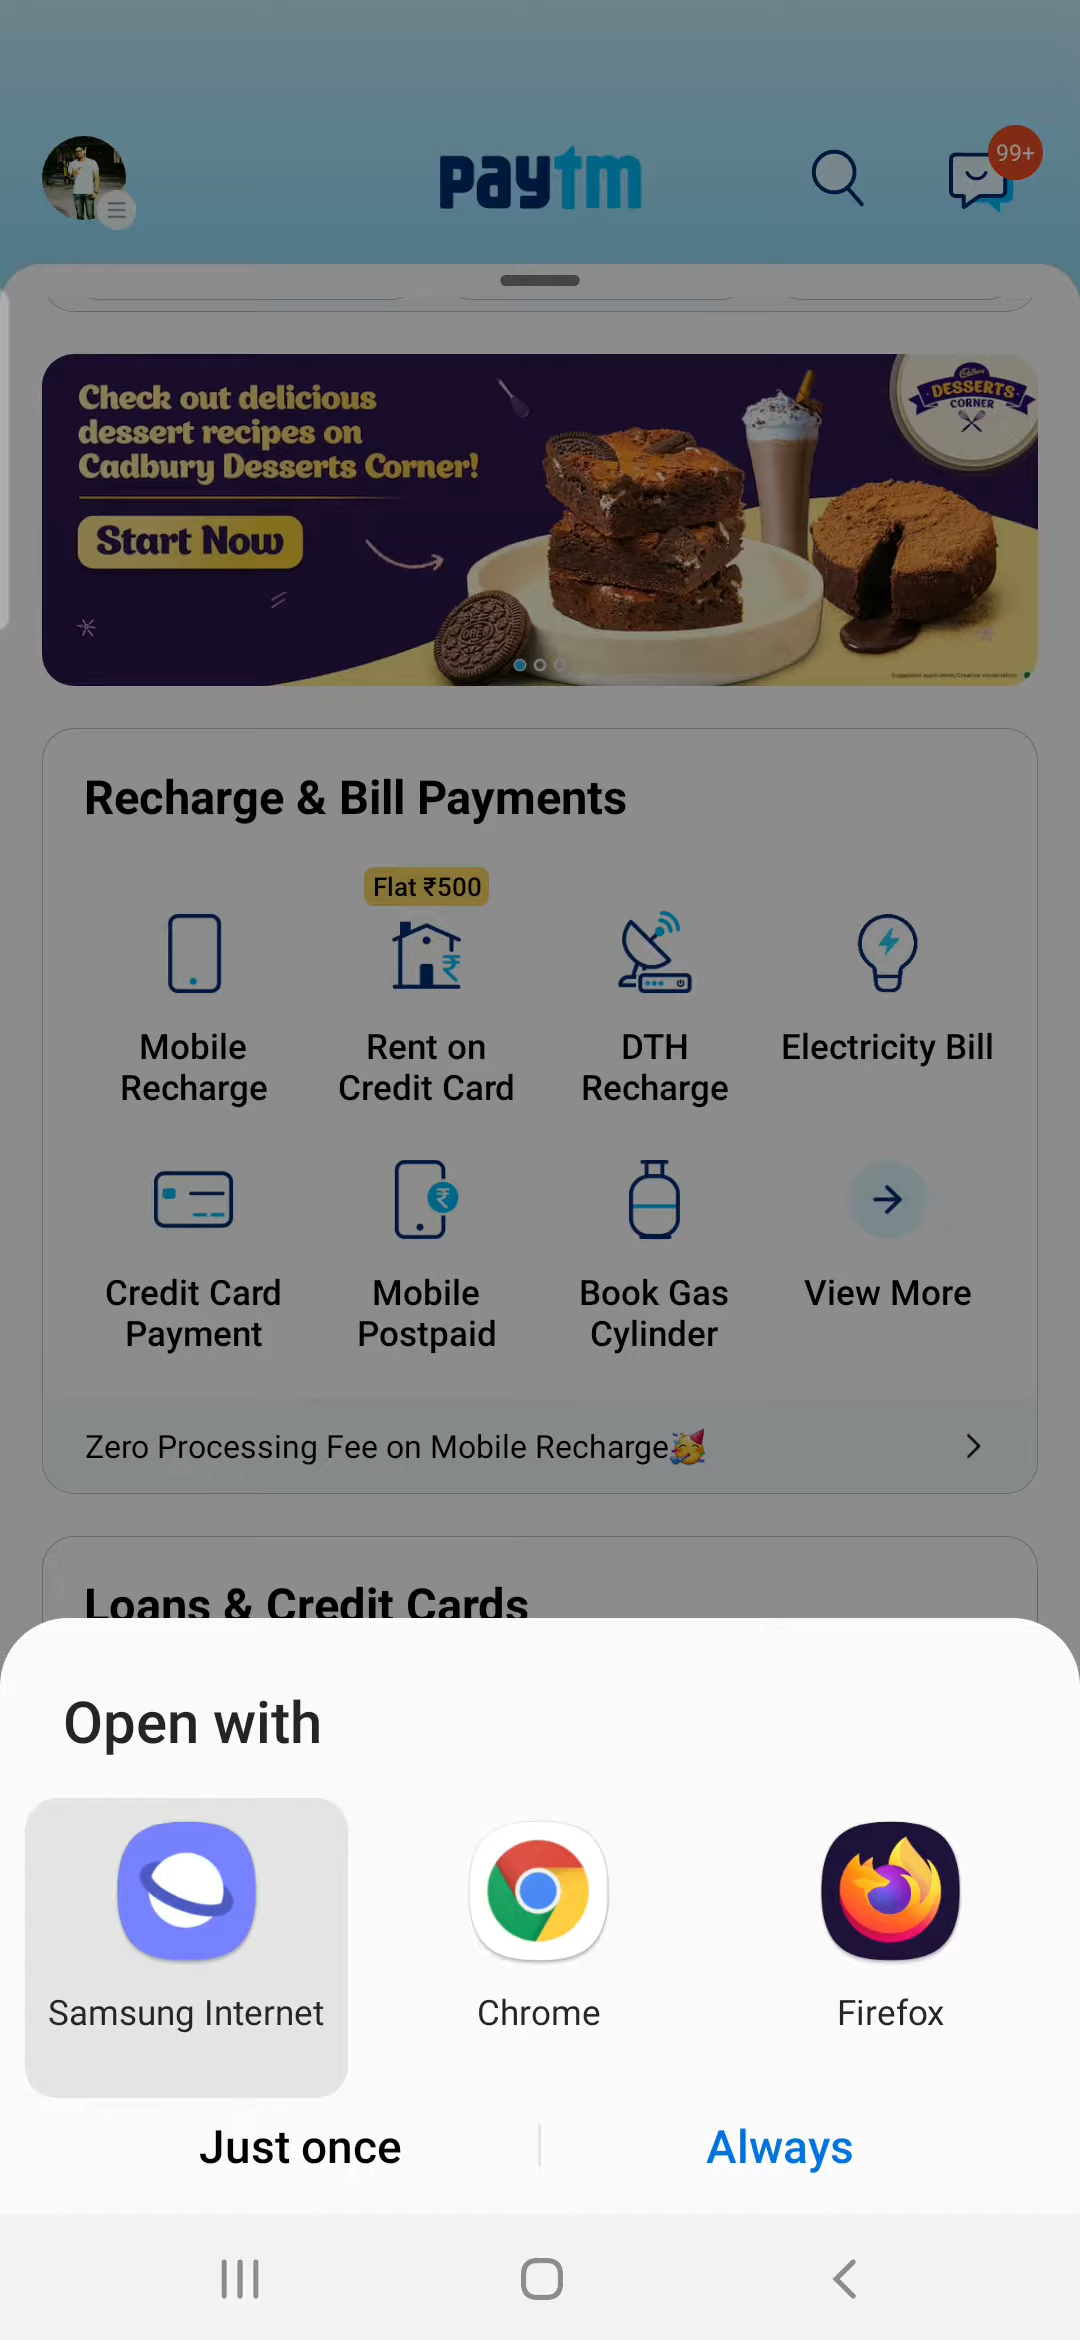 paytm
99+
Check out delicious
dessert recipes on
Cadbury Desserts Corner!
Start Now
Cadbury
DESSERTS
CORNER
OREO
Recharge & Bill Payments
Flat ₹500
Mobile
Recharge
Rent on
Credit Card
DTH
Recharge
Electricity Bill
Credit Card
Payment
Mobile
Postpaid
Book Gas
Cylinder
View More
Zero Processing Fee on Mobile Recharge🥳
Loans & Credit Cards
Open with
Samsung Internet
Chrome
Firefox
Just once
Always